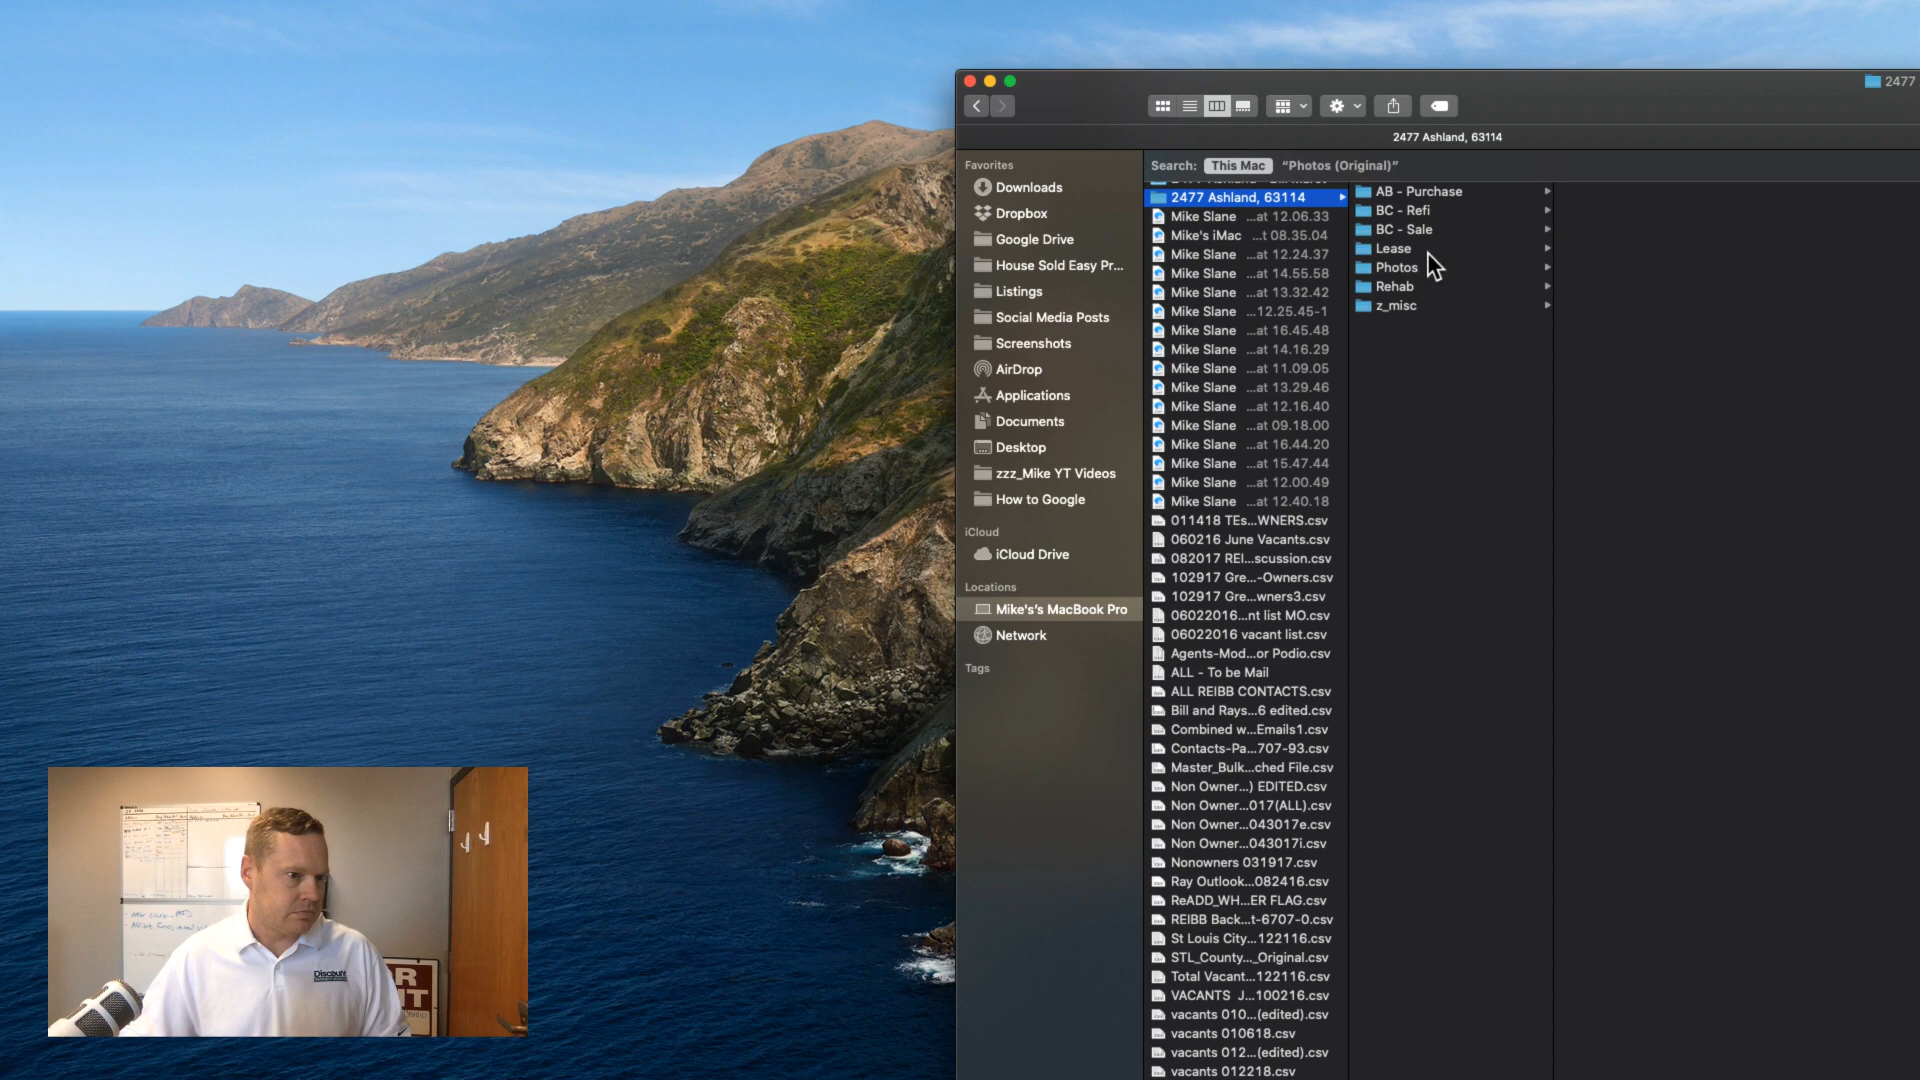 2477
2477 Ashland, 63114
Favorites
Downloads
Dropbox
Google Drive
House Sold Easy Pr...
Listings
Social Media Posts
Screenshots
AirDrop
Applications
Documents
Desktop
zzz_Mike YT Videos
How to Google
iCloud
iCloud Drive
Locations
Mike's's MacBook Pro
Network
Tags
Search: This Mac “Photos (Original)”
2477 Ashland, 63114
Mike Slane ...at 12.06.33
Mike's iMac ...t 08.35.04
Mike Slane ...at 12.24.37
Mike Slane ...at 14.55.58
Mike Slane ...at 13.32.42
Mike Slane ...12.25.45-1
Mike Slane ...at 16.45.48
Mike Slane ...at 14.16.29
Mike Slane ...at 11.09.05
Mike Slane ...at 13.29.46
Mike Slane ...at 12.16.40
Mike Slane ...at 09.18.00
Mike Slane ...at 16.44.20
Mike Slane ...at 15.47.44
Mike Slane ...at 12.00.49
Mike Slane ...at 12.40.18
011418 TEs...WNERS.csv
060216 June Vacants.csv
082017 REI...scussion.csv
102917 Gre...-Owners.csv
102917 Gre...wners3.csv
06022016...nt list MO.csv
06022016 vacant list.csv
Agents-Mod...or Podio.csv
ALL - To be Mail
ALL REIBB CONTACTS.csv
Bill and Rays...6 edited.csv
Combined w...Emails1.csv
Contacts-Pa...707-93.csv
Master_Bulk...ched File.csv
Non Owner...) EDITED.csv
Non Owner...017(ALL).csv
Non Owner...043017e.csv
Non Owner...043017i.csv
Nonowners 031917.csv
Ray Outlook...082416.csv
ReADD_WH...ER FLAG.csv
REIBB Back...t-6707-0.csv
St Louis City...122116.csv
STL_County..._Original.csv
Total Vacant...122116.csv
VACANTS J...100216.csv
vacants 010...(edited).csv
vacants 010618.csv
vacants 012...(edited).csv
vacants 012218.csv
AB - Purchase
BC - Refi
BC - Sale
Lease
Photos
Rehab
z_misc
Discount